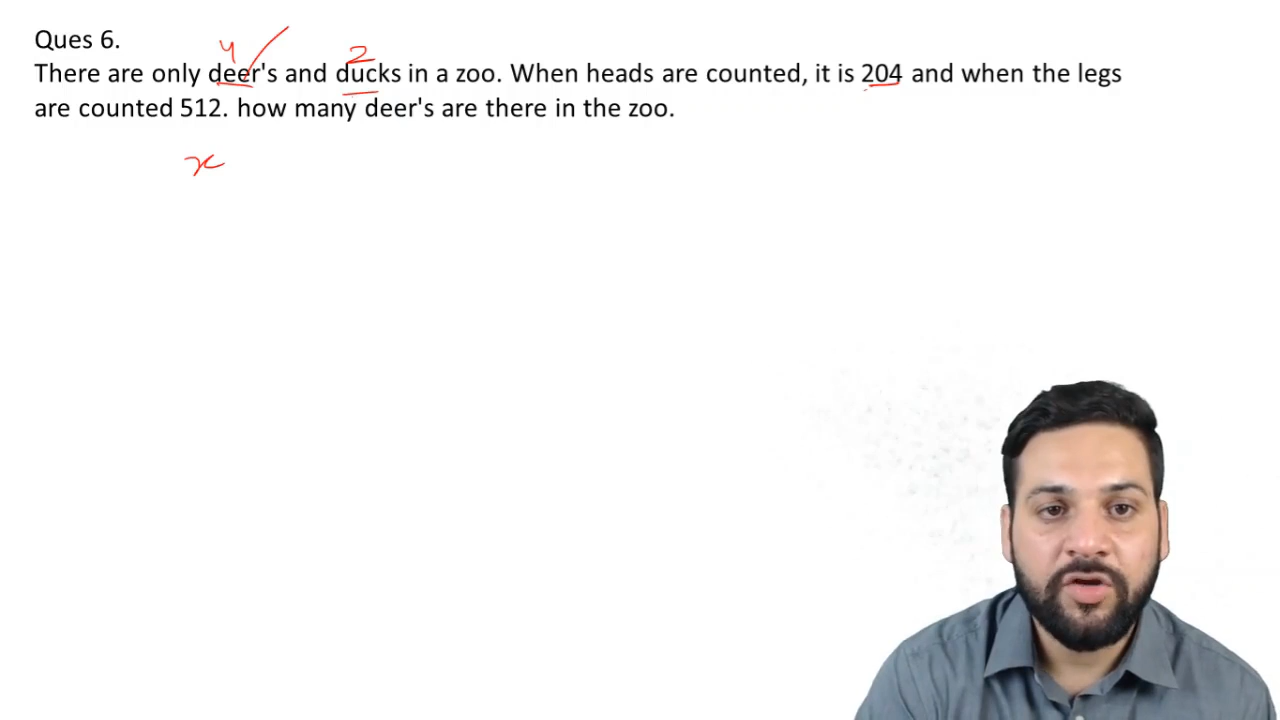 Ques 6.
4 2
There are only deer's and ducks in a zoo. When heads are counted, it is 204 and when the legs
are counted 512. how many deer's are there in the zoo.
x